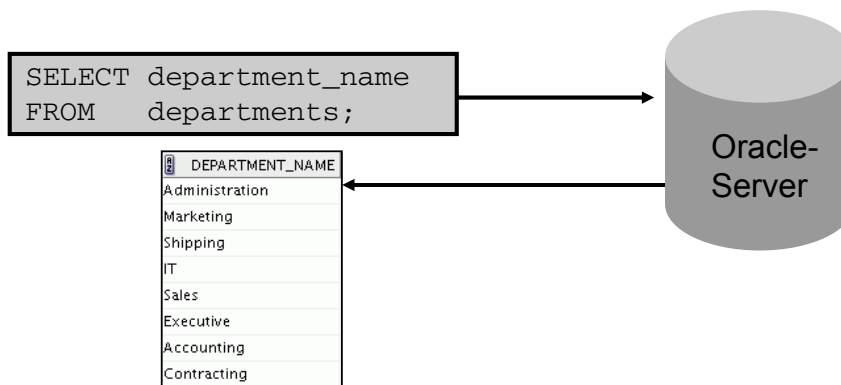 SELECT department_name
FROM departments;
Oracle-
Server
DEPARTMENT_NAME
Administration
Marketing
Shipping
IT
Sales
Executive
Accounting
Contracting